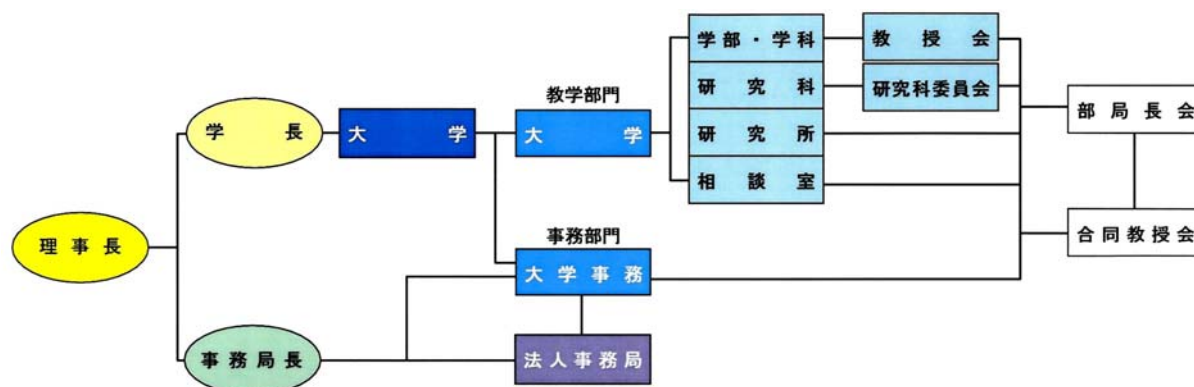 理事長
学長
事務局長
大学
教学部門
大学
事務部門
大学事務
法人事務局
学部・学科
研究科
研究所
相談室
教授会
研究科委員会
部局長会
合同教授会